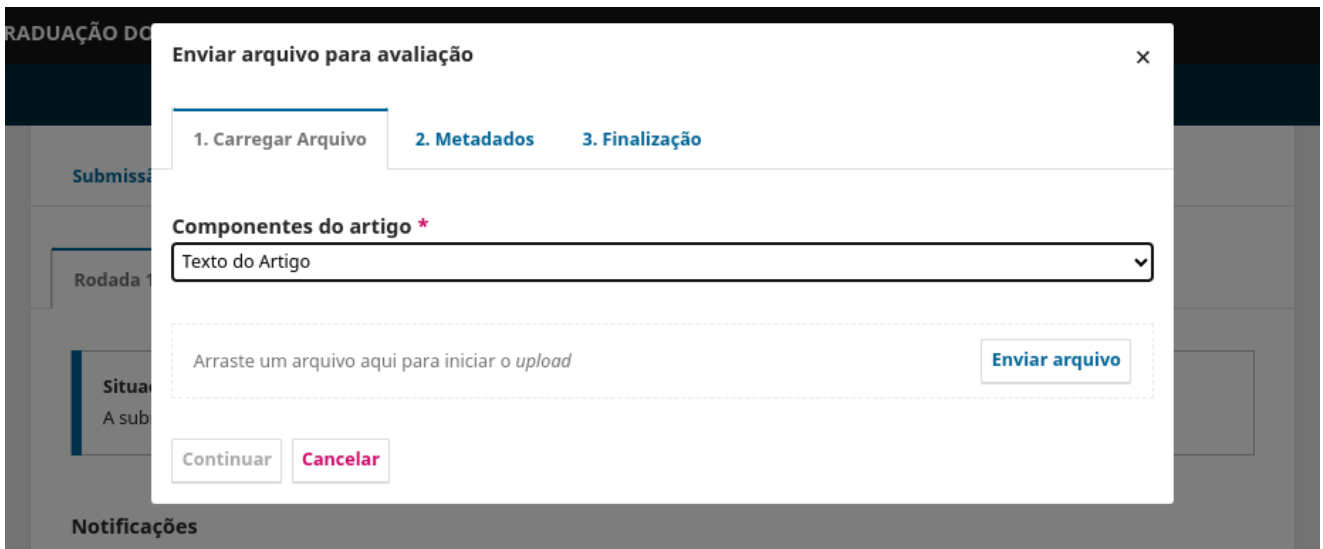 RADUAÇÃO DO
Enviar arquivo para avaliação
×
1. Carregar Arquivo 2. Metadados 3. Finalização
Submissã
Componentes do artigo *
Texto do Artigo
Rodada 1
Arraste um arquivo aqui para iniciar o upload Enviar arquivo
Situa
A sub
Continuar Cancelar
Notificações